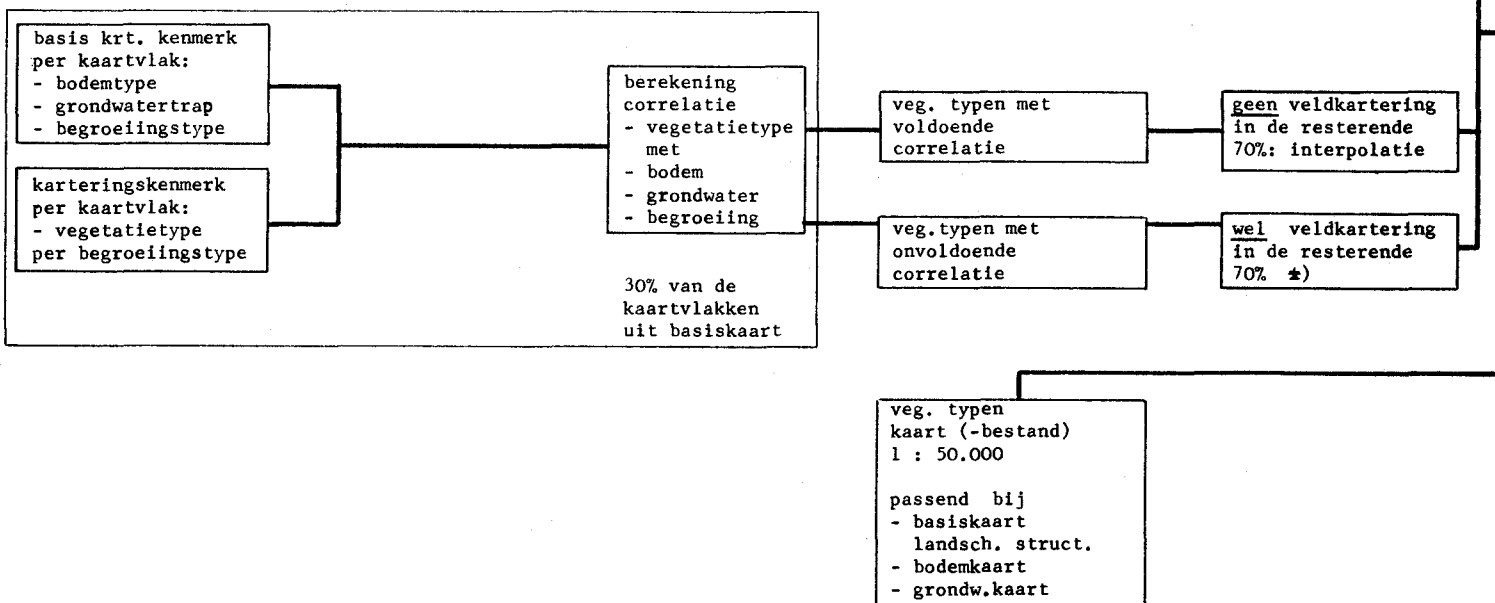 basis krt. kenmerk
per kaartvlak:
- bodemtype
- grondwatertrap
- begroeiingstype
karteringskenmerk
per kaartvlak:
- vegetatietype
per begroeiingstype
berekening
correlatie
- vegetatietype
met
- bodem
- grondwater
- begroeiing
30% van de
kaartvlakken
uit basiskaart
veg. typen met
voldoende
correlatie
geen veldkartering
in de resterende
70%: interpolatie
veg.typen met
onvoldoende
correlatie
wel veldkartering
in de resterende
70% ±)
veg. typen
kaart (-bestand)
1 : 50.000
passend bij
- basiskaart
landsch. struct.
- bodemkaart
- grondw.kaart